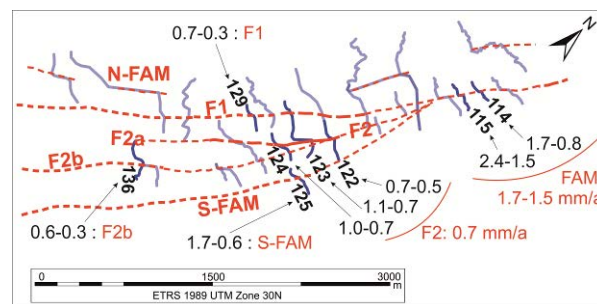 0.7-0.3 : F1
N
N-FAM
129
F1
114
F2a
F2
115
1.7-0.8
F2b
124
123
122
2.4-1.5
136
FAM
S-FAM
125
0.7-0.5
1.7-1.5 mm/a
1.1-0.7
0.6-0.3 : F2b
1.7-0.6 : S-FAM
1.0-0.7
F2: 0.7 mm/a
0
1500
3000
m
ETRS 1989 UTM Zone 30N